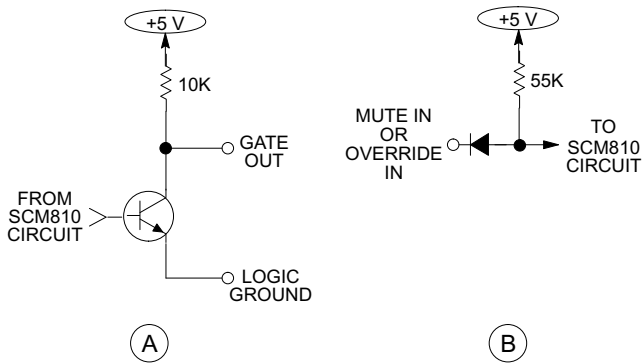 +5 V
10K
GATE
OUT
FROM
SCM810
CIRCUIT
LOGIC
GROUND
A
+5 V
55K
MUTE IN
OR
OVERRIDE
IN
TO
SCM810
CIRCUIT
B